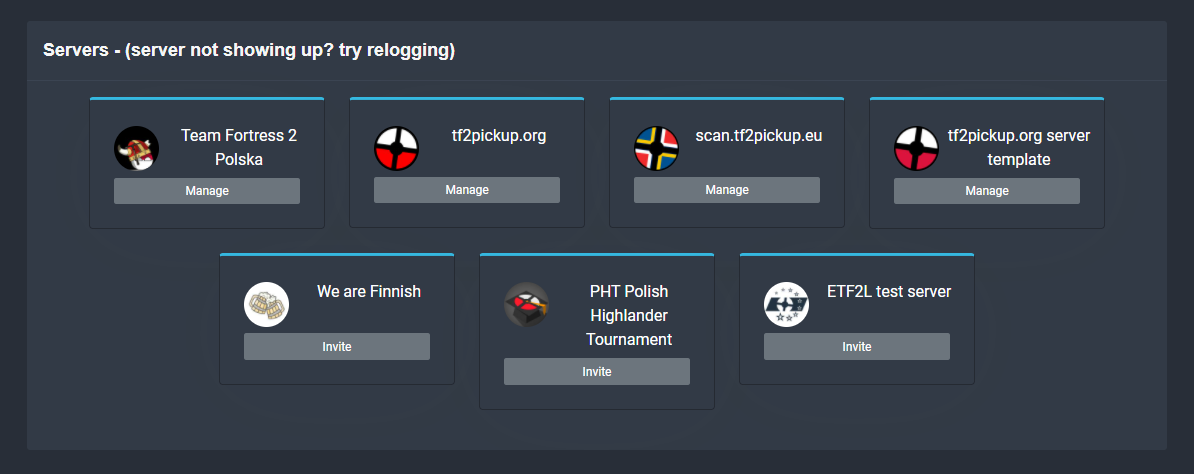 Servers - (server not showing up? try relogging)
Team Fortress 2
Polska
Manage
tf2pickup.org
Manage
scan.tf2pickup.eu
Manage
tf2pickup.org server
template
Manage
We are Finnish
Invite
PHT Polish
Highlander
Tournament
Invite
ETF2L test server
Invite